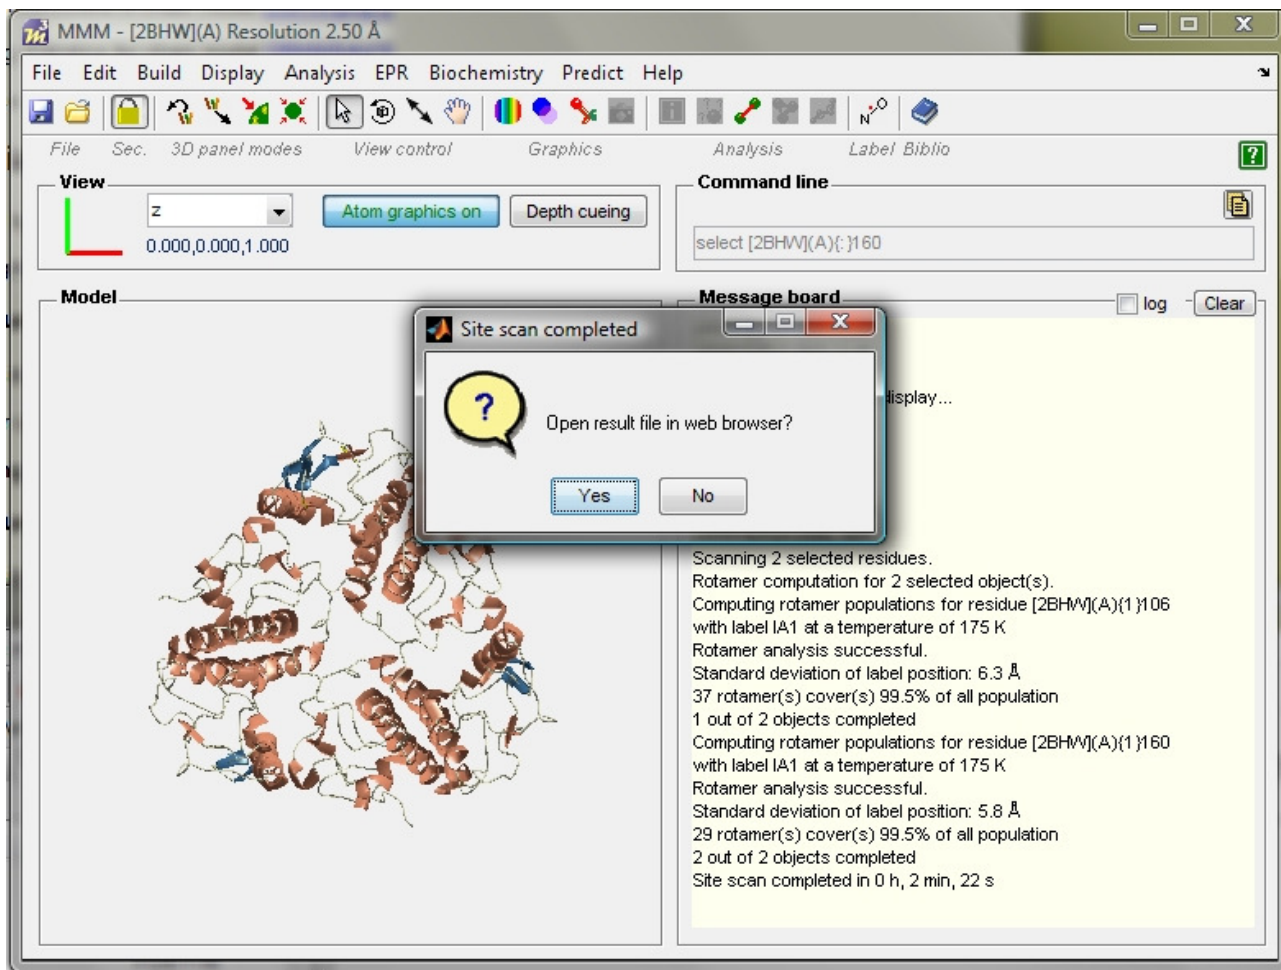 MMM - [2BHW](A) Resolution 2.50 Å
File Edit Build Display Analysis EPR Biochemistry Predict Help
File Sec. 3D panel modes View control Graphics Analysis Label Biblio
View
z
Atom graphics on
Depth cueing
0.000,0.000,1.000
Command line
select [2BHW](A){:}160
Model
Message board
log
Clear
display...
Site scan completed
Open result file in web browser?
Yes
No
Scanning 2 selected residues.
Rotamer computation for 2 selected object(s).
Computing rotamer populations for residue [2BHW](A){1}106
with label IA1 at a temperature of 175 K
Rotamer analysis successful.
Standard deviation of label position: 6.3 Å
37 rotamer(s) cover(s) 99.5% of all population
1 out of 2 objects completed
Computing rotamer populations for residue [2BHW](A){1}160
with label IA1 at a temperature of 175 K
Rotamer analysis successful.
Standard deviation of label position: 5.8 Å
29 rotamer(s) cover(s) 99.5% of all population
2 out of 2 objects completed
Site scan completed in 0 h, 2 min, 22 s